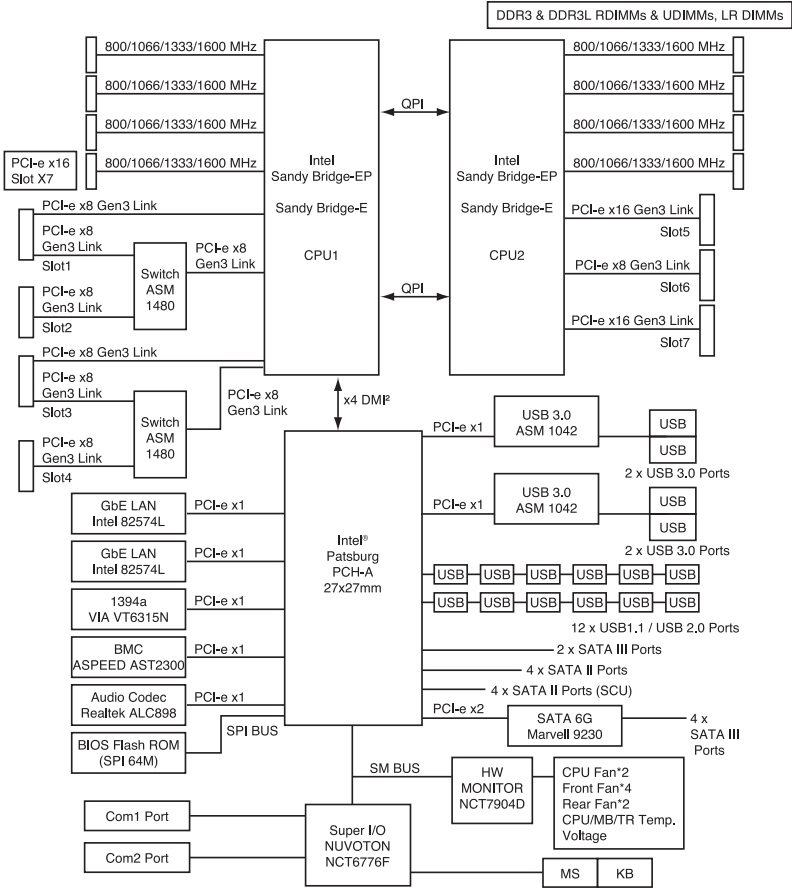 DDR3 & DDR3L RDIMMs & UDIMMs, LR DIMMs
800/1066/1333/1600 MHz
800/1066/1333/1600 MHz
800/1066/1333/1600 MHz
800/1066/1333/1600 MHz
PCI-e x16
Slot X7
PCI-e x8 Gen3 Link
PCI-e x8
Gen3 Link
Slot1
Switch
ASM
1480
PCI-e x8
Gen3 Link
PCI-e x8
Gen3 Link
Slot2
PCI-e x8 Gen3 Link
PCI-e x8
Gen3 Link
Slot3
Switch
ASM
1480
PCI-e x8
Gen3 Link
PCI-e x8
Gen3 Link
Slot4
Intel
Sandy Bridge-EP
Sandy Bridge-E
CPU1
QPI
QPI
Intel
Sandy Bridge-EP
Sandy Bridge-E
CPU2
800/1066/1333/1600 MHz
800/1066/1333/1600 MHz
800/1066/1333/1600 MHz
800/1066/1333/1600 MHz
PCI-e x16 Gen3 Link
Slot5
PCI-e x8 Gen3 Link
Slot6
PCI-e x16 Gen3 Link
Slot7
x4 DMI²
Intel®
Patsburg
PCH-A
27x27mm
GbE LAN
Intel 82574L
PCI-e x1
GbE LAN
Intel 82574L
PCI-e x1
1394a
VIA VT6315N
PCI-e x1
BMC
ASPEED AST2300
PCI-e x1
Audio Codec
Realtek ALC898
PCI-e x1
BIOS Flash ROM
(SPI 64M)
SPI BUS
PCI-e x1
USB 3.0
ASM 1042
USB
USB
2 x USB 3.0 Ports
PCI-e x1
USB 3.0
ASM 1042
USB
USB
2 x USB 3.0 Ports
USB USB USB USB USB USB
USB USB USB USB USB USB
12 x USB1.1 / USB 2.0 Ports
2 x SATA III Ports
4 x SATA II Ports
4 x SATA II Ports (SCU)
PCI-e x2
SATA 6G
Marvell 9230
4 x
SATA III
Ports
SM BUS
HW
MONITOR
NCT7904D
CPU Fan*2
Front Fan*4
Rear Fan*2
CPU/MB/TR Temp.
Voltage
Com1 Port
Com2 Port
Super I/O
NUVOTON
NCT6776F
MS
KB